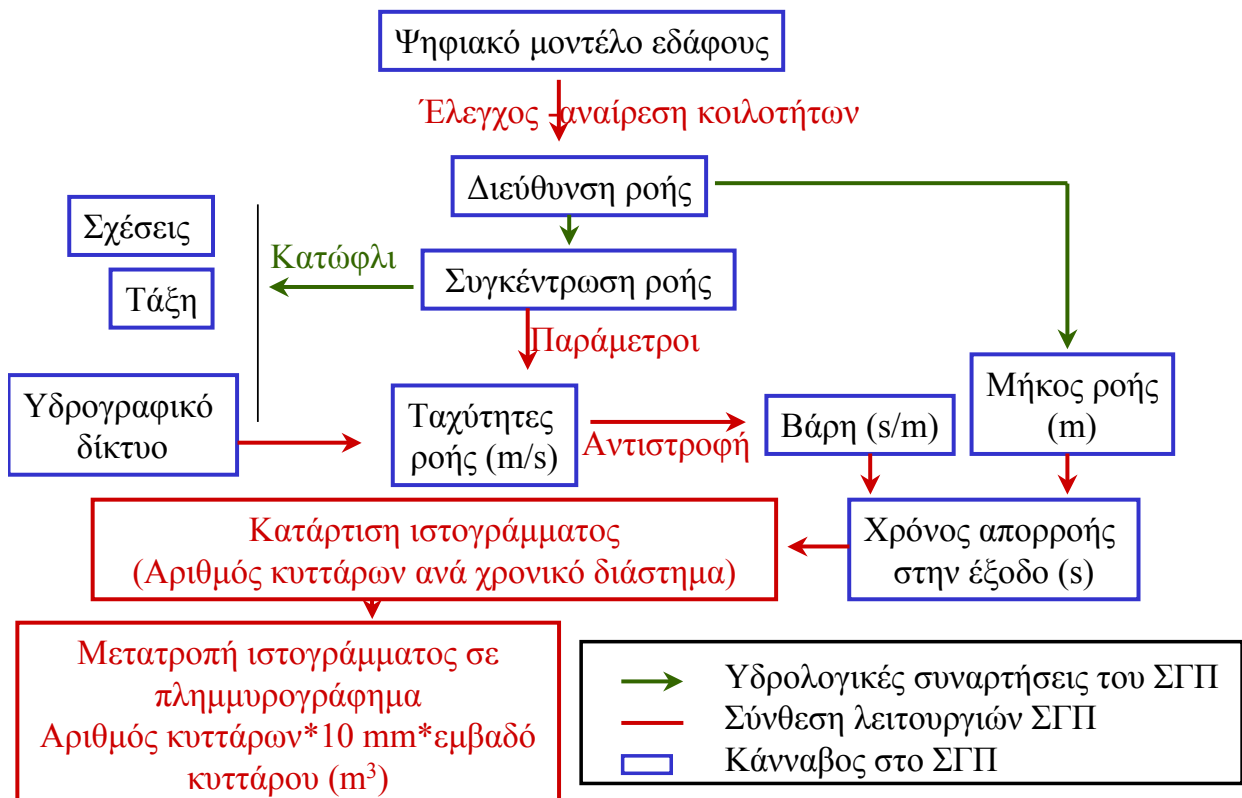 Ψηφιακό μοντέλο εδάφους
Έλεγχος -αναίρεση κοιλοτήτων
Διεύθυνση ροής
Σχέσεις
Κατώφλι
Τάξη
Συγκέντρωση ροής
Παράμετροι
Υδρογραφικό
δίκτυο
Ταχύτητες
ροής (m/s)
Αντιστροφή
Βάρη (s/m)
Μήκος ροής
(m)
Κατάρτιση ιστογράμματος
(Αριθμός κυττάρων ανά χρονικό διάστημα)
Χρόνος απορροής
στην έξοδο (s)
Μετατροπή ιστογράμματος σε
πλημμυρογράφημα
Αριθμός κυττάρων*10 mm*εμβαδό
κυττάρου (m³)
Υδρολογικές συναρτήσεις του ΣΓΠ
Σύνθεση λειτουργιών ΣΓΠ
Κάνναβος στο ΣΓΠ